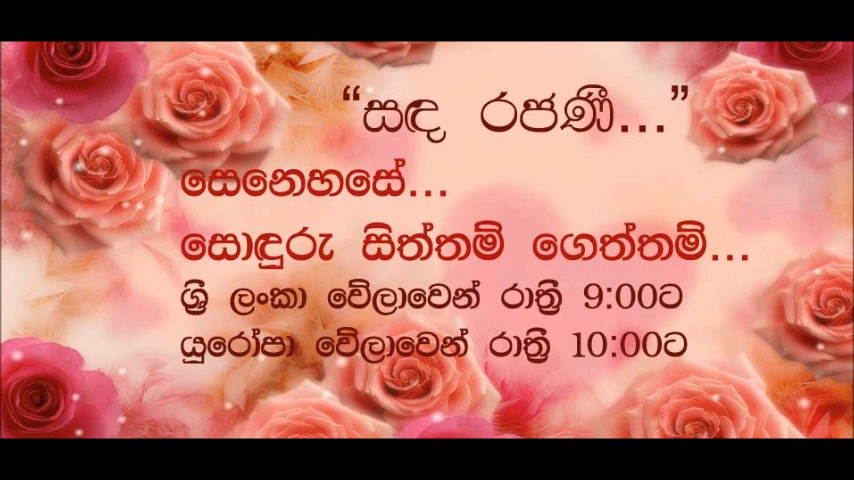 “සඳ රජණී...”
සෙනෙහසේ...
සොඳුරු සිත්තම් ගෙත්තම්...
ශ්‍රී ලංකා වේලාවෙන් රාත්‍රී 9:00ට
යුරෝපා වේලාවෙන් රාත්‍රී 10:00ට